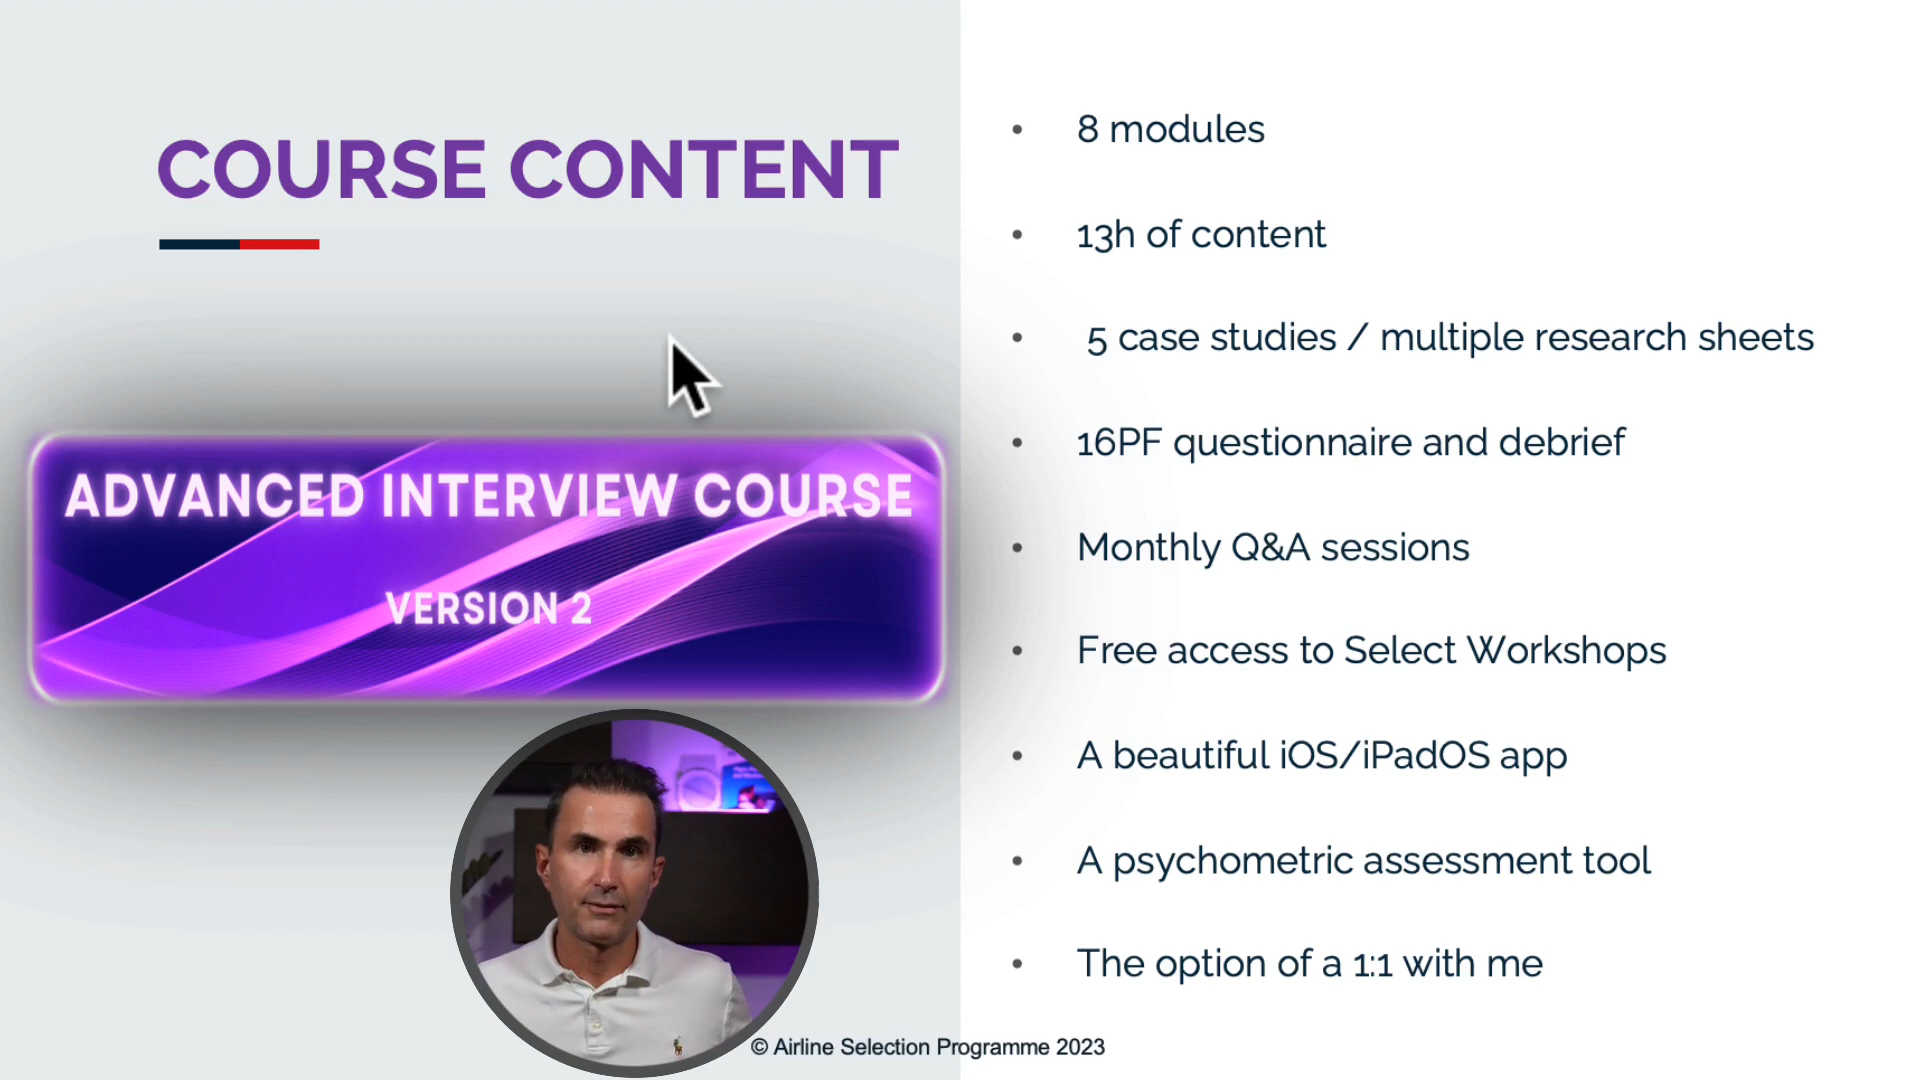 COURSE CONTENT
ADVANCED INTERVIEW COURSE
VERSION 2
• 8 modules
• 13h of content
• 5 case studies / multiple research sheets
• 16PF questionnaire and debrief
• Monthly Q&A sessions
• Free access to Select Workshops
• A beautiful iOS/iPadOS app
• A psychometric assessment tool
• The option of a 1:1 with me
© Airline Selection Programme 2023